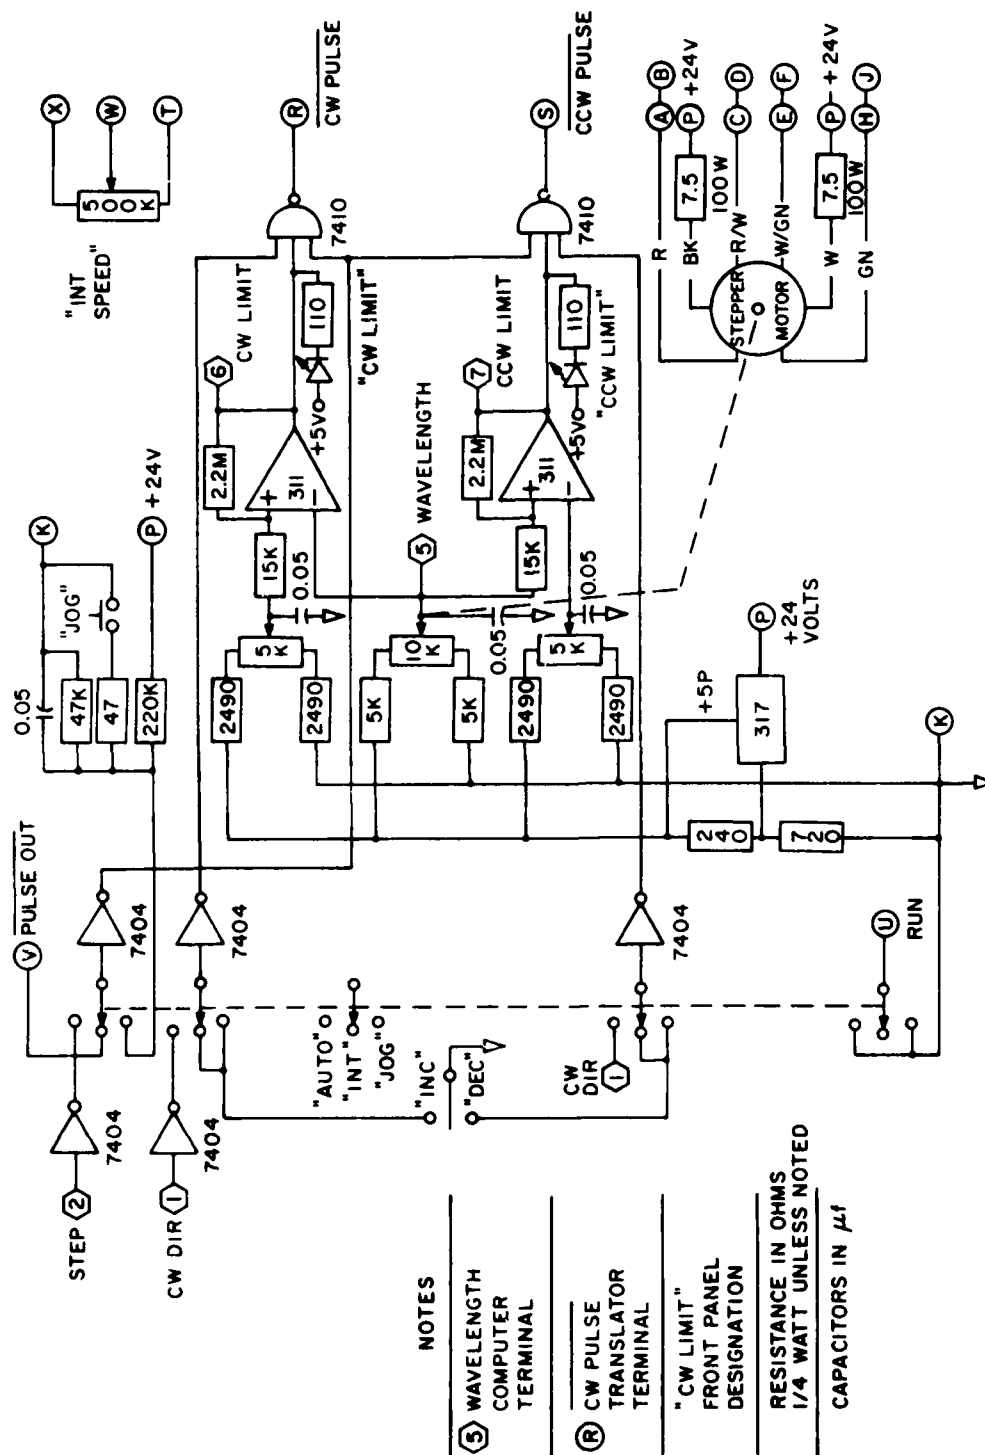 STEP 2
7404
V PULSE OUT
7404
CW DIR 1
7404
7404
0.05
47K
47
220K
"JOG"
K
P +24V
"INT
SPEED"
500K
X
W
T
2490
2490
5K
15K
0.05
2.2M
311
+
-
6
CW LIMIT
+5V
110
"CW LIMIT"
7410
R
CW PULSE
5K
5K
10K
5 WAVELENGTH
0.05
2490
2490
5K
15K
0.05
2.2M
311
+
-
7
CCW LIMIT
+5V
110
"CCW LIMIT"
7410
S
CCW PULSE
"AUTO"
"INT"
"JOG"
"INC"
"DEC"
CW
DIR
1
7404
U
RUN
240
720
+5P
317
P
+24
VOLTS
K
STEPPER
MOTOR
R
BK
R/W
W/GN
W
GN
7.5
100W
7.5
100W
A
B
P +24V
C
D
E
F
P +24V
H
J
NOTES
5 WAVELENGTH
COMPUTER
TERMINAL
R CW PULSE
TRANSLATOR
TERMINAL
"CW LIMIT"
FRONT PANEL
DESIGNATION
RESISTANCE IN OHMS
1/4 WATT UNLESS NOTED
CAPACITORS IN μf